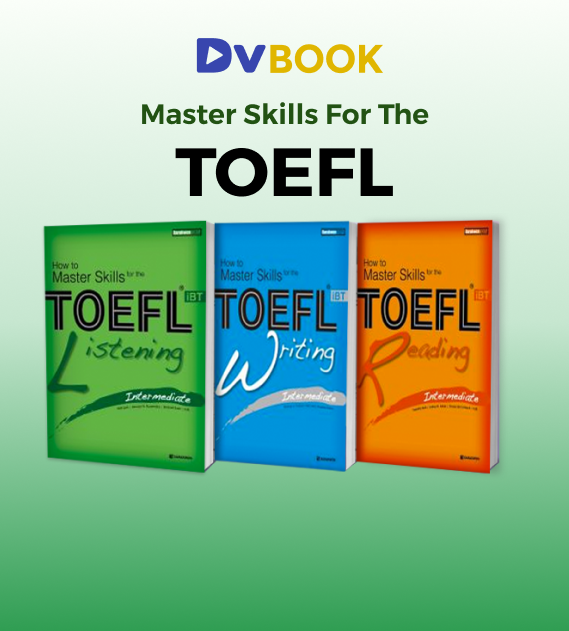 DVBOOK
Master Skills For The
TOEFL
How to
Master Skills for the
TOEFL® iBT
Listening
Intermediate
How to
Master Skills for the
TOEFL® iBT
Writing
Intermediate
How to
Master Skills for the
TOEFL® iBT
Reading
Intermediate